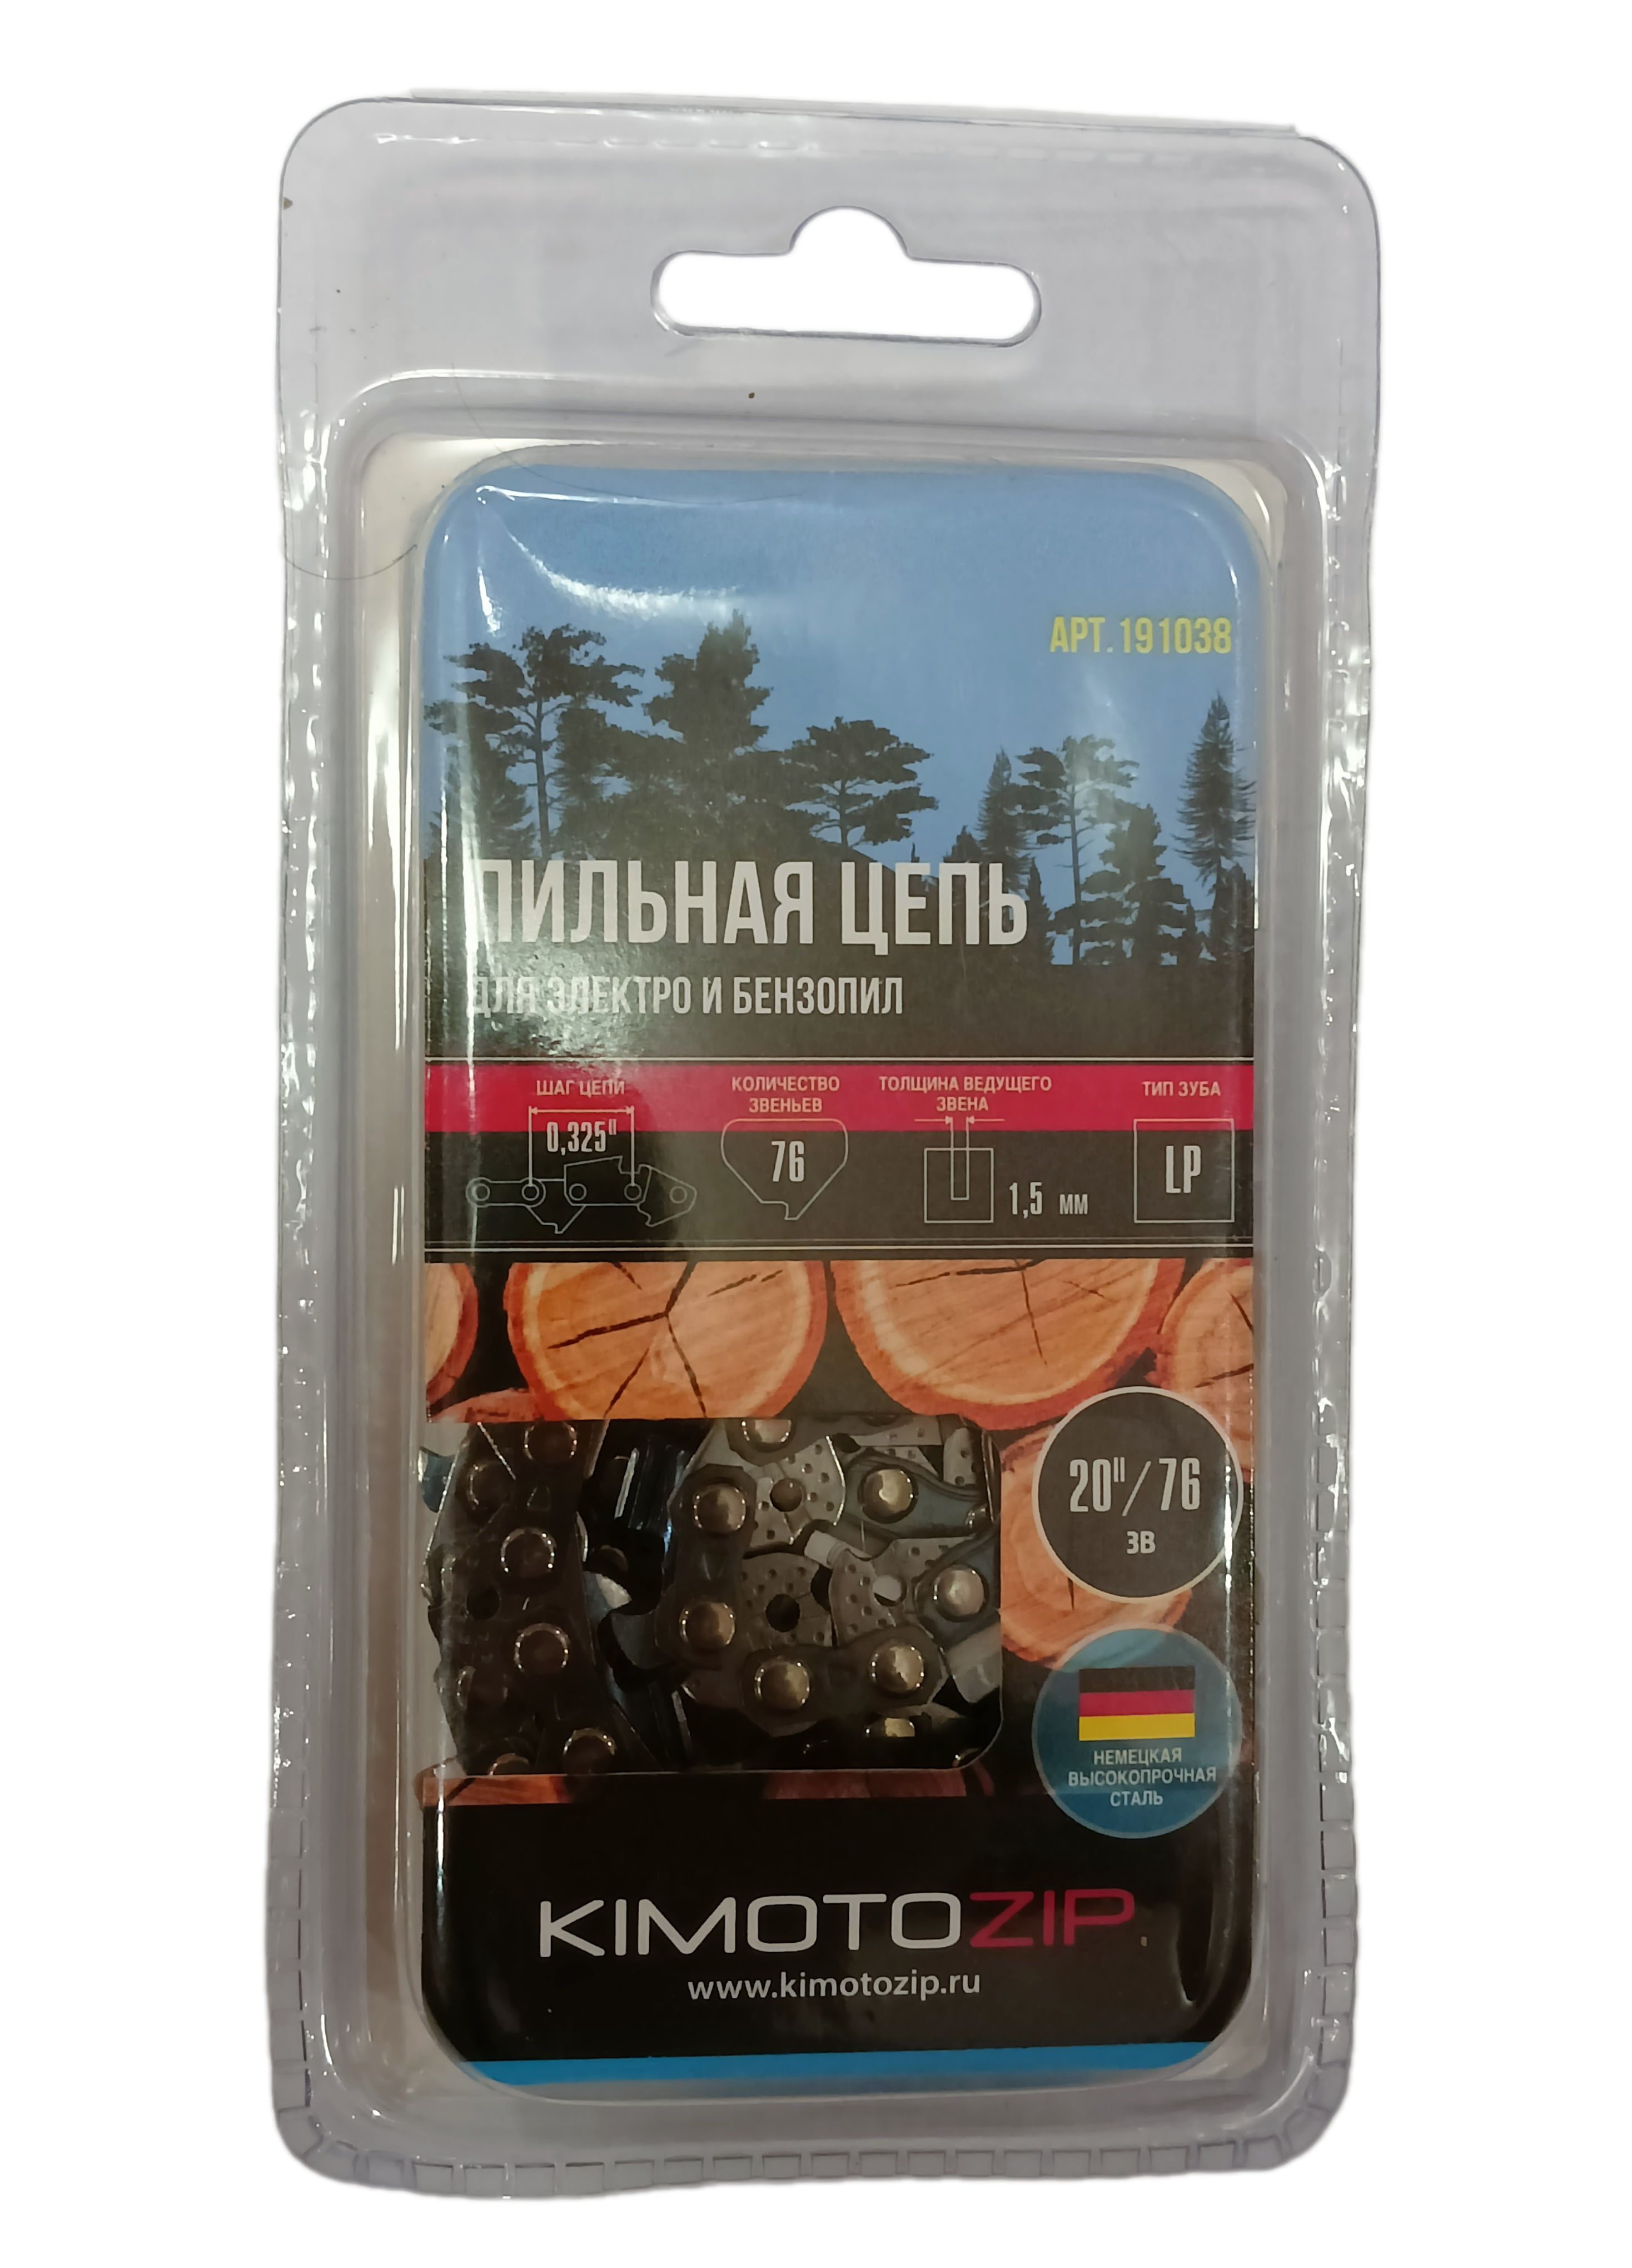 АРТ. 191038
ПИЛЬНАЯ ЦЕПЬ
ДЛЯ ЭЛЕКТРО И БЕНЗОПИЛ
ШАГ ЦЕПИ
0,325"
КОЛИЧЕСТВО
ЗВЕНЬЕВ
76
ТОЛЩИНА ВЕДУЩЕГО
ЗВЕНА
1,5 мм
ТИП ЗУБА
LP
20"/76
ЗВ
НЕМЕЦКАЯ
ВЫСОКОПРОЧНАЯ
СТАЛЬ
KIMOTOZIP
www.kimotozip.ru